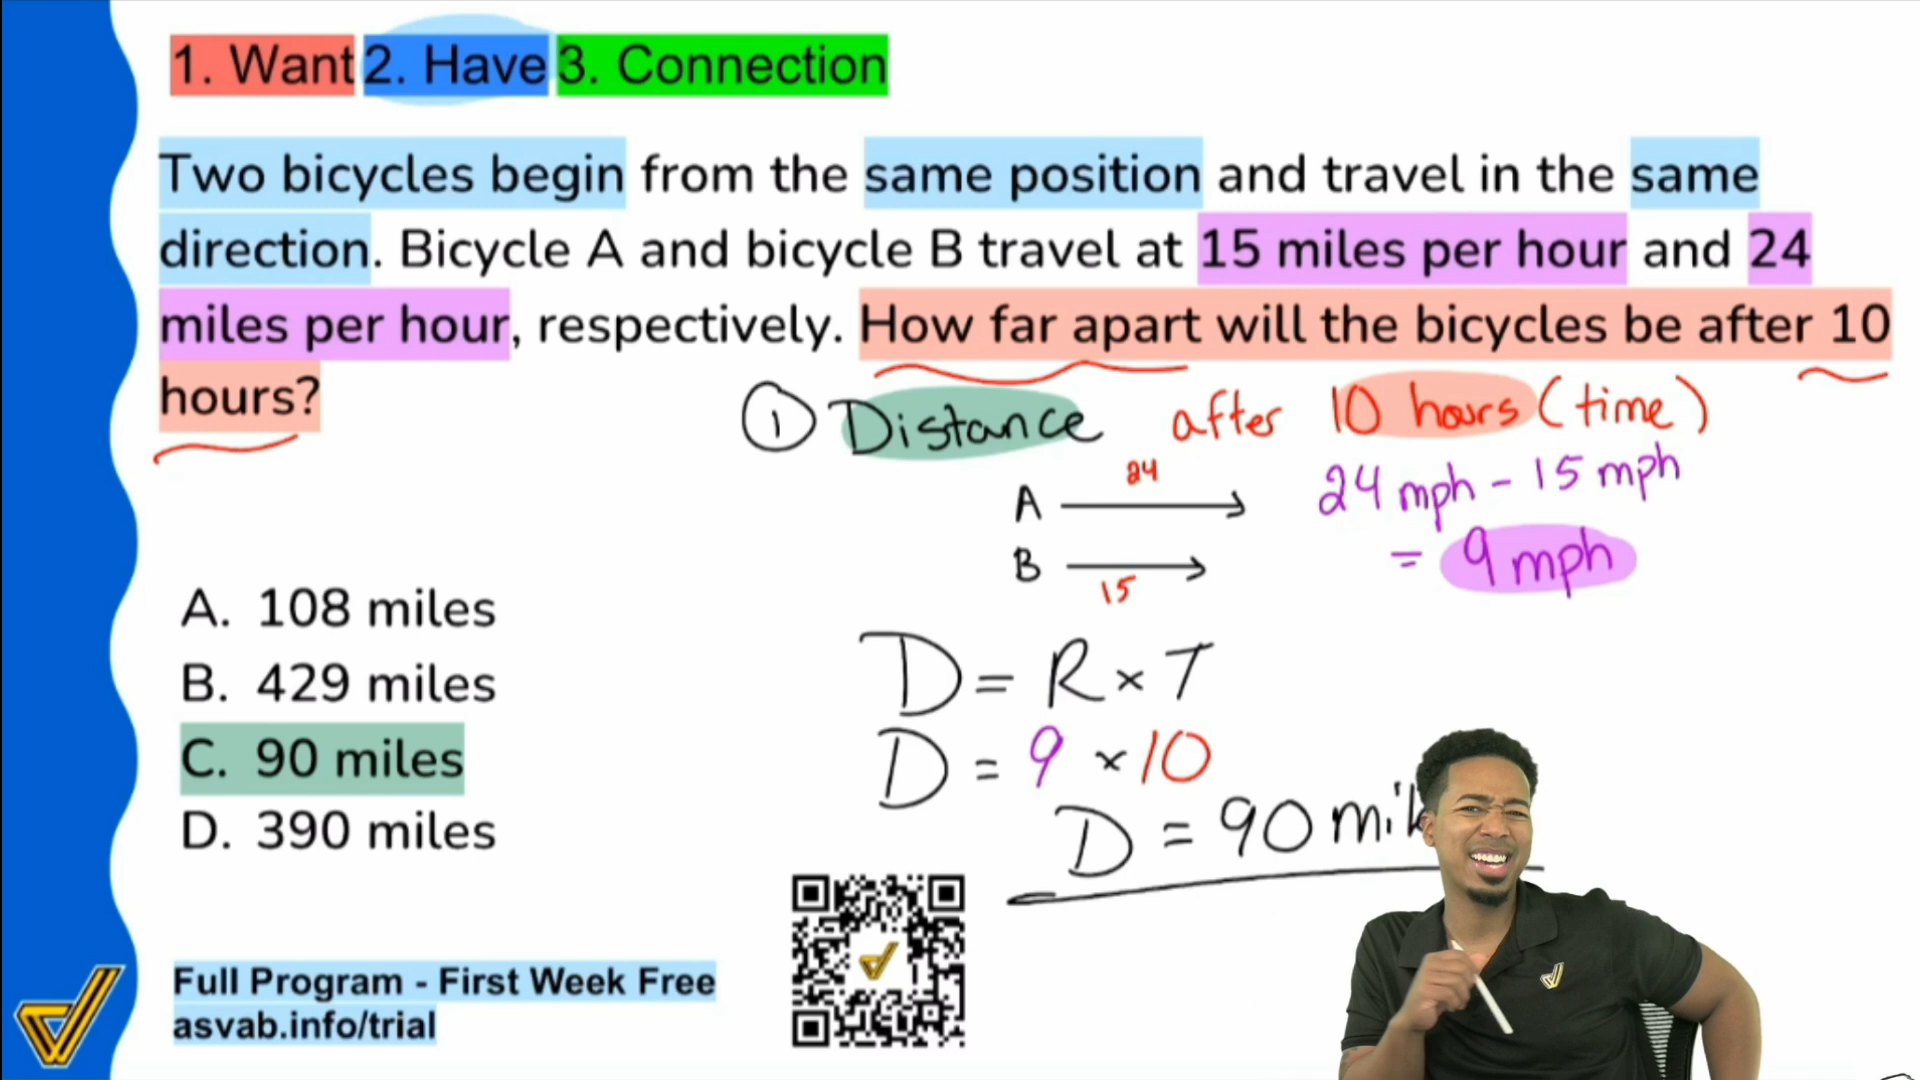 1. Want 2. Have 3. Connection
Two bicycles begin from the same position and travel in the same
direction. Bicycle A and bicycle B travel at 15 miles per hour and 24
miles per hour, respectively. How far apart will the bicycles be after 10
hours?
1 Distance after 10 hours (time)
24
A
24 mph - 15 mph
B
15
= 9 mph
A. 108 miles
B. 429 miles
C. 90 miles
D. 390 miles
D = R × T
D = 9 × 10
D = 90
Full Program - First Week Free
asvab.info/trial